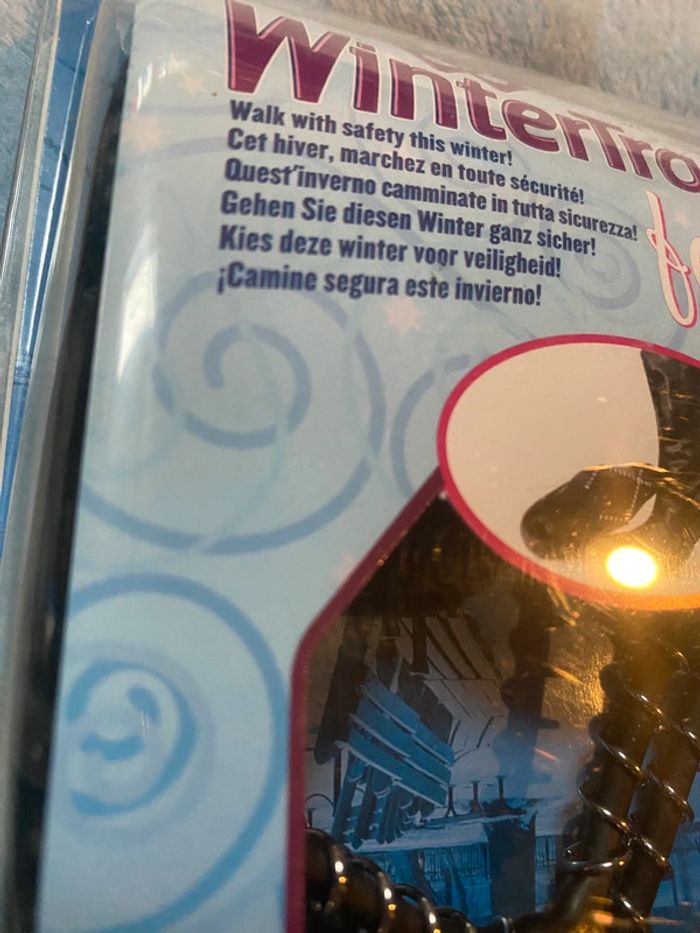 WinterTro
Walk with safety this winter!
Cet hiver, marchez en toute sécurité!
Quest'inverno camminate in tutta sicurezza!
Gehen Sie diesen Winter ganz sicher!
Kies deze winter voor veiligheid!
¡Camine segura este invierno!